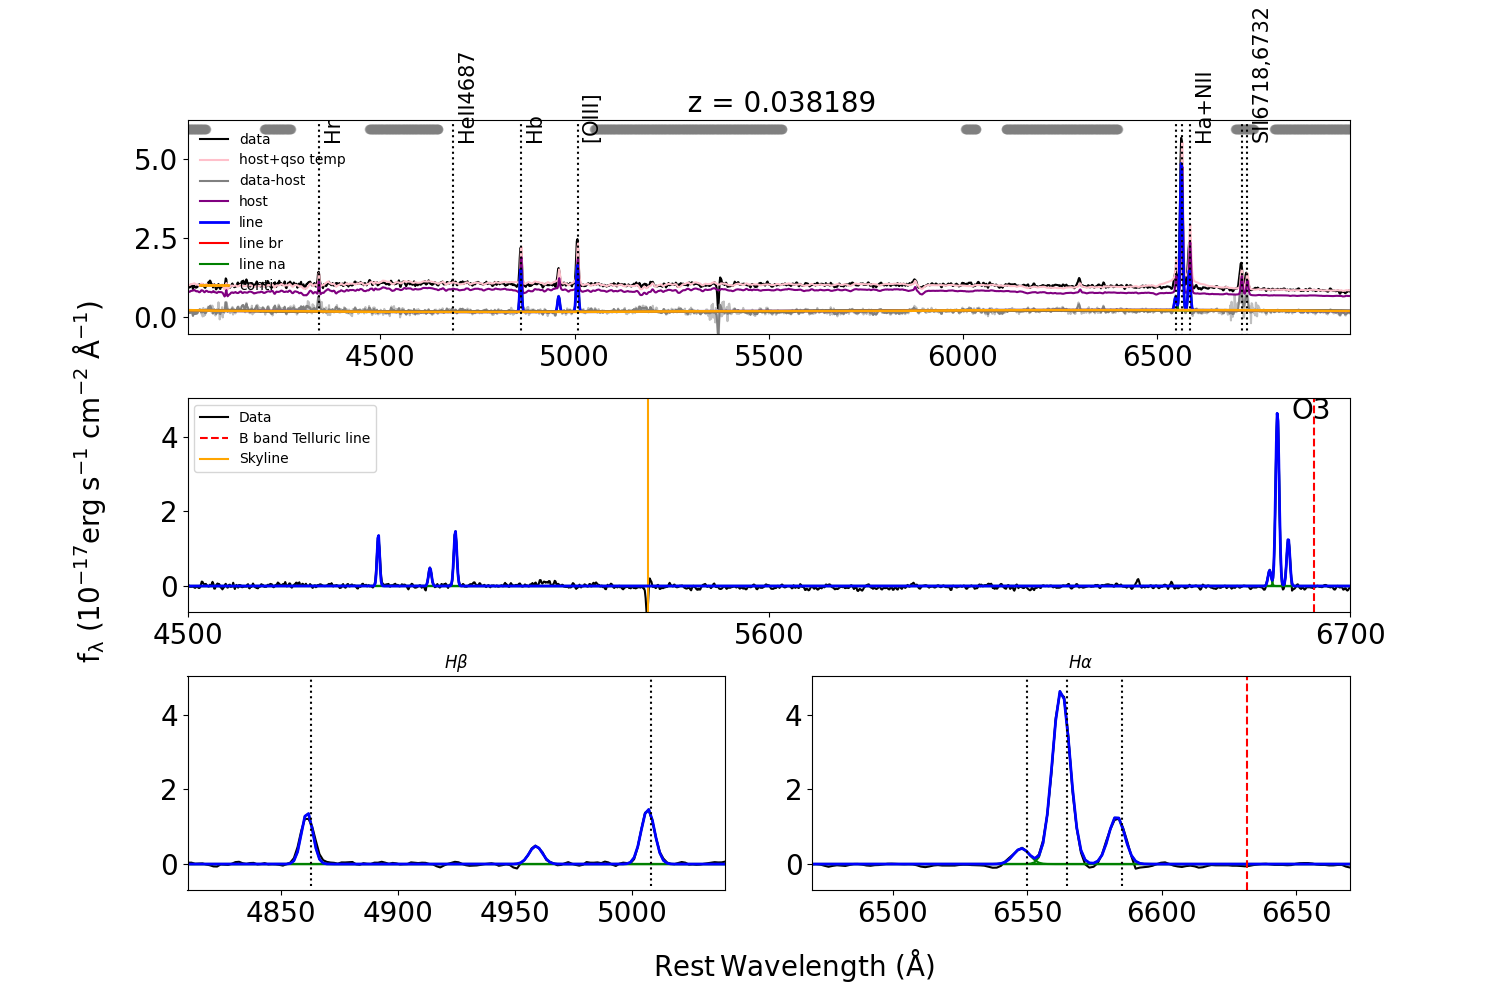 z = 0.038189
Hr
HeII4687
Hb
[OIII]
Ha+NII
SII6718,6732
data
host+qso temp
data-host
host
line
line br
line na
conti
5.0
2.5
0.0
4500 5000 5500 6000 6500
Data
B band Telluric line
Skyline
O3
4
2
0
4500 5600 6700
fλ (10⁻¹⁷erg s⁻¹ cm⁻² Å⁻¹)
Hβ
4
2
0
4850 4900 4950 5000
Hα
4
2
0
6500 6550 6600 6650
Rest Wavelength (Å)